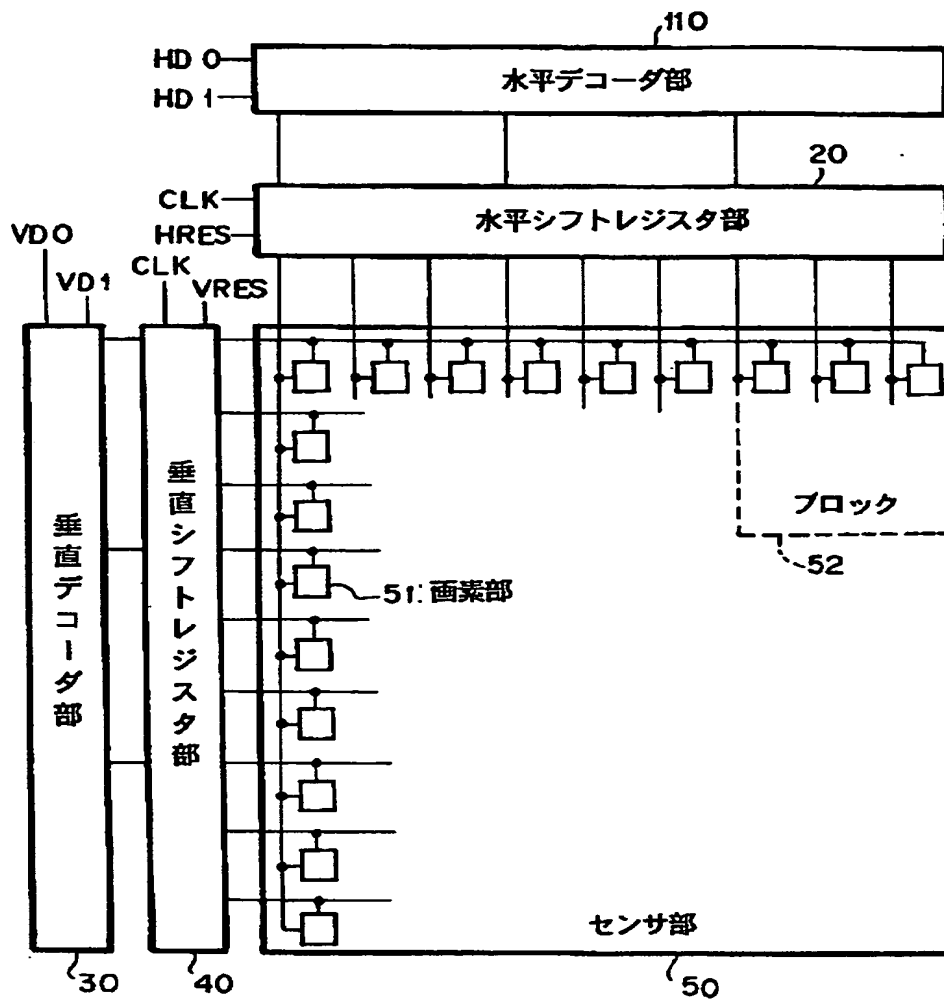 110
HD 0
水平デコーダ部
HD 1
20
CLK
水平シフトレジスタ部
HRES
VD0
VD1
CLK
VRES
垂直デコーダ部
垂直シフトレジスタ部
ブロック
52
51:画素部
センサ部
30
40
50